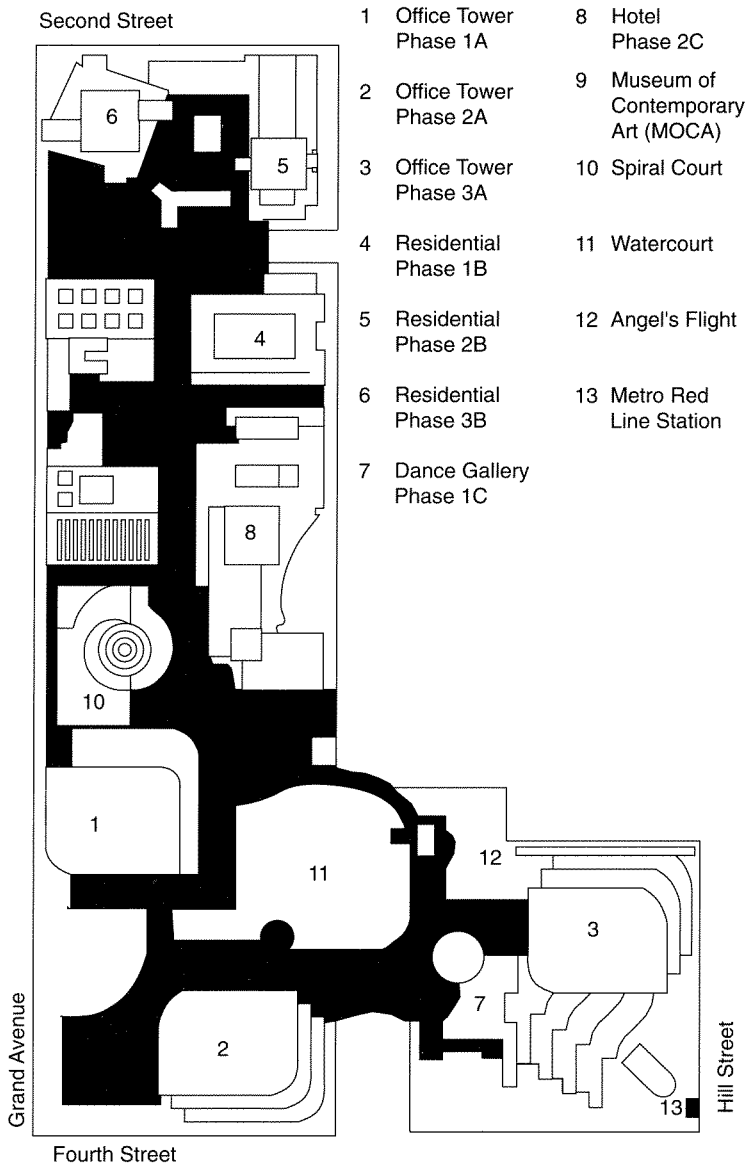 Second Street
1 Office Tower
Phase 1A
2 Office Tower
Phase 2A
3 Office Tower
Phase 3A
4 Residential
Phase 1B
5 Residential
Phase 2B
6 Residential
Phase 3B
7 Dance Gallery
Phase 1C
8 Hotel
Phase 2C
9 Museum of
Contemporary
Art (MOCA)
10 Spiral Court
11 Watercourt
12 Angel's Flight
13 Metro Red
Line Station
6
5
4
8
10
1
11
12
3
7
2
13
Grand Avenue
Hill Street
Fourth Street